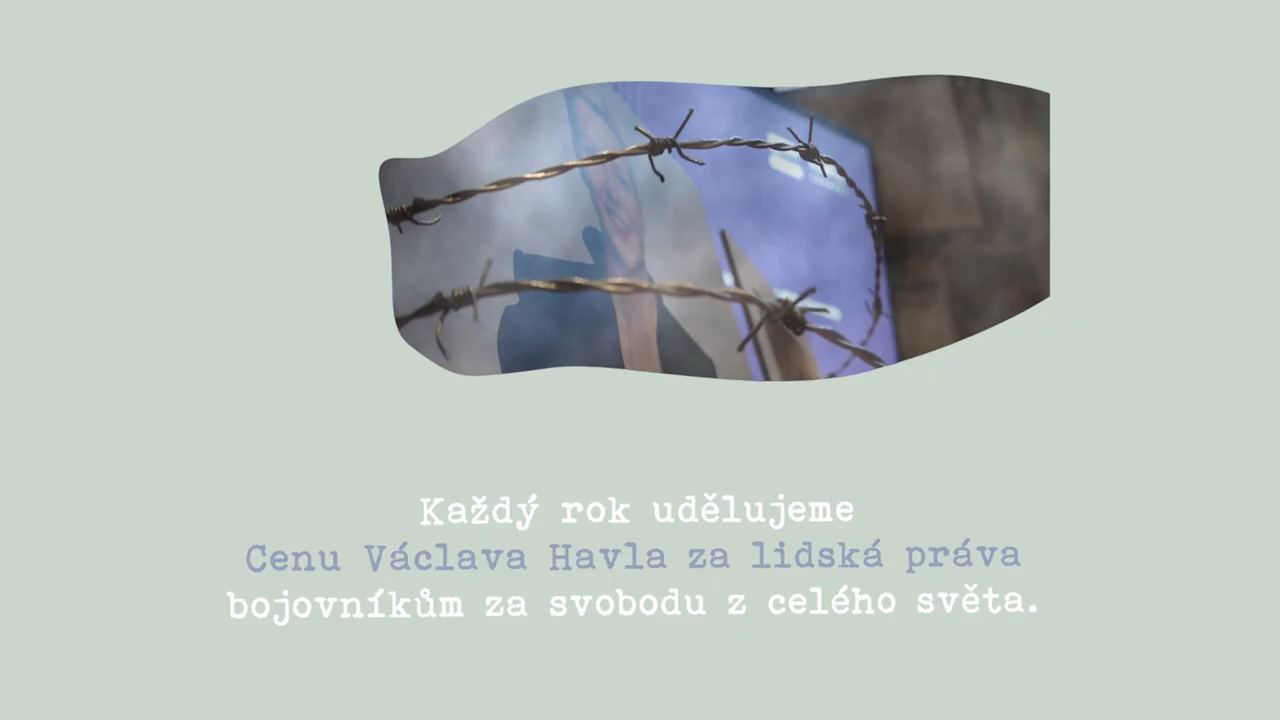 Každý rok udělujeme
Cenu Václava Havla za lidská práva
bojovníkům za svobodu z celého světa.